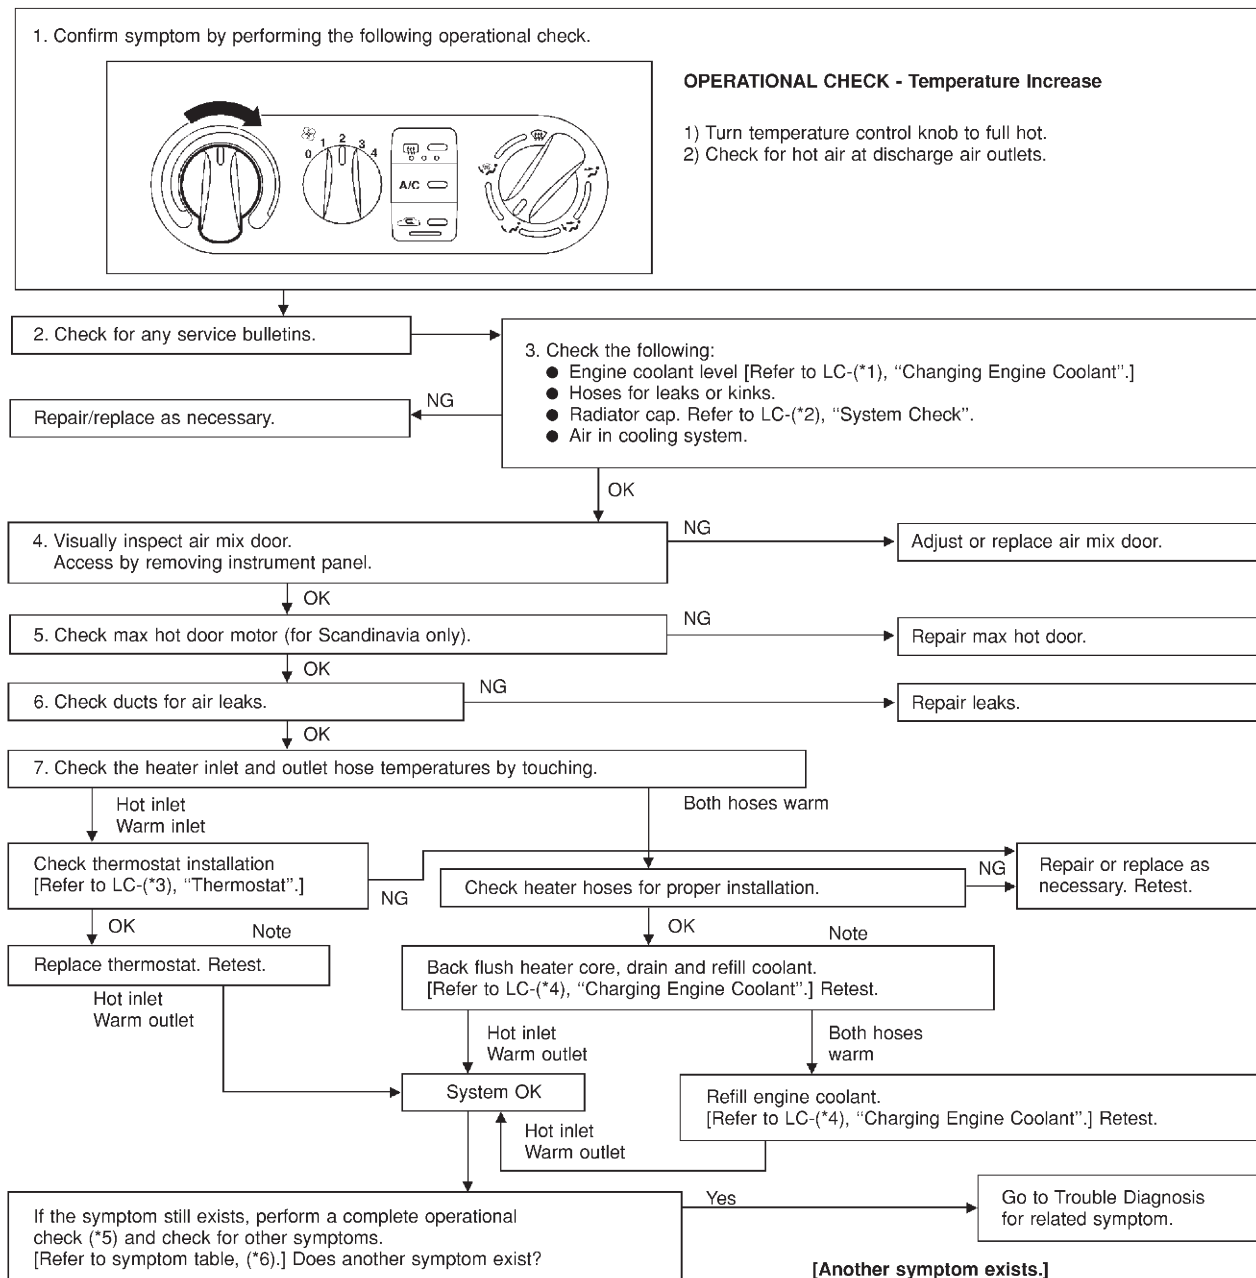 1. Confirm symptom by performing the following operational check.
OPERATIONAL CHECK - Temperature Increase
1) Turn temperature control knob to full hot.
2) Check for hot air at discharge air outlets.
0 1 2 3 4
A/C
2. Check for any service bulletins.
3. Check the following:
● Engine coolant level [Refer to LC-(*1), “Changing Engine Coolant”.]
● Hoses for leaks or kinks.
● Radiator cap. Refer to LC-(*2), “System Check”.
● Air in cooling system.
NG
Repair/replace as necessary.
OK
4. Visually inspect air mix door.
Access by removing instrument panel.
NG
Adjust or replace air mix door.
OK
5. Check max hot door motor (for Scandinavia only).
NG
Repair max hot door.
OK
6. Check ducts for air leaks.
NG
Repair leaks.
OK
7. Check the heater inlet and outlet hose temperatures by touching.
Hot inlet
Warm inlet
Both hoses warm
Check thermostat installation
[Refer to LC-(*3), “Thermostat”.]
NG
Check heater hoses for proper installation.
NG
Repair or replace as
necessary. Retest.
OK
Note
Replace thermostat. Retest.
OK
Note
Back flush heater core, drain and refill coolant.
[Refer to LC-(*4), “Charging Engine Coolant”.] Retest.
Hot inlet
Warm outlet
Hot inlet
Warm outlet
Both hoses
warm
System OK
Refill engine coolant.
[Refer to LC-(*4), “Charging Engine Coolant”.] Retest.
Hot inlet
Warm outlet
If the symptom still exists, perform a complete operational
check (*5) and check for other symptoms.
[Refer to symptom table, (*6).] Does another symptom exist?
Yes
Go to Trouble Diagnosis
for related symptom.
[Another symptom exists.]